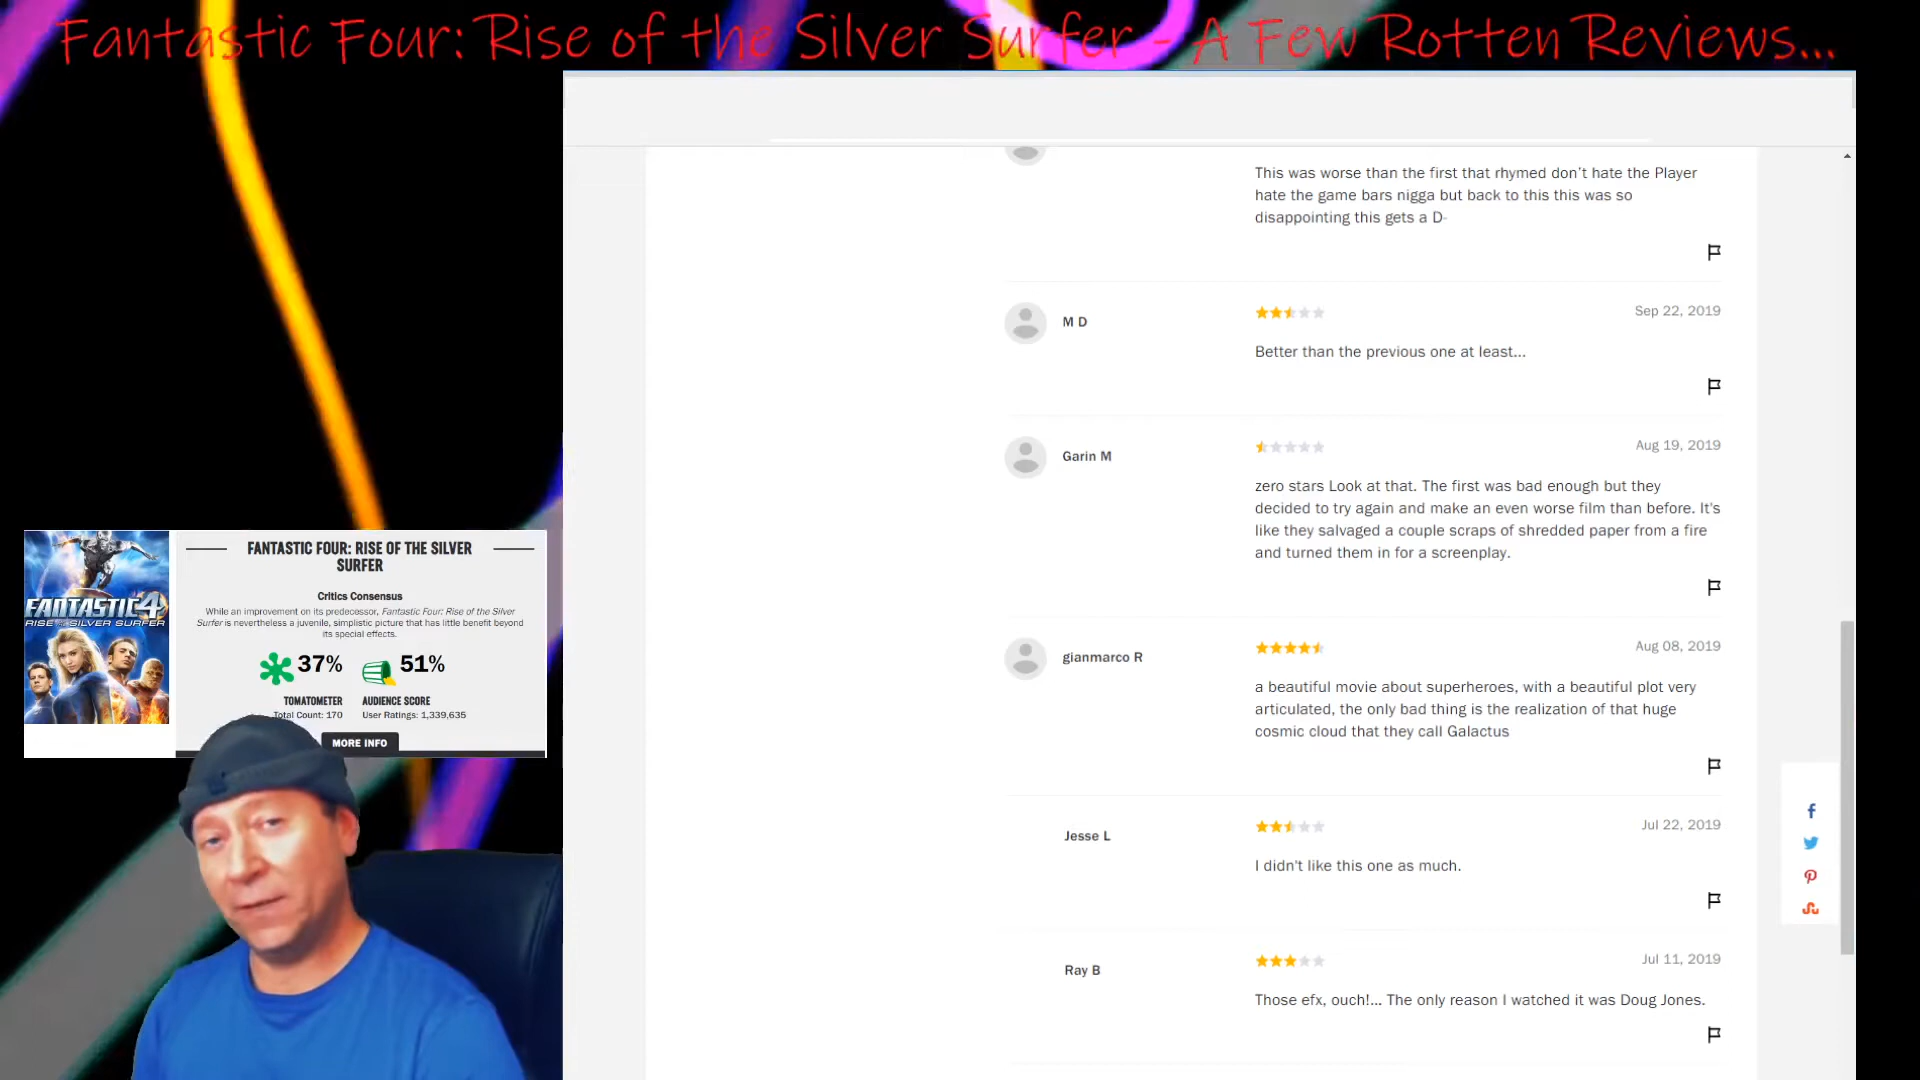 Fantastic Four: Rise of the Silver Surfer - A Few Rotten Reviews...
This was worse than the first that rhymed don’t hate the Player
hate the game bars nigga but back to this this was so
disappointing this gets a D-
M D
Sep 22, 2019
Better than the previous one at least...
Garin M
Aug 19, 2019
zero stars Look at that. The first was bad enough but they
decided to try again and make an even worse film than before. It's
like they salvaged a couple scraps of shredded paper from a fire
and turned them in for a screenplay.
gianmarco R
Aug 08, 2019
a beautiful movie about superheroes, with a beautiful plot very
articulated, the only bad thing is the realization of that huge
cosmic cloud that they call Galactus
Jesse L
Jul 22, 2019
I didn't like this one as much.
Ray B
Jul 11, 2019
Those efx, ouch!... The only reason I watched it was Doug Jones.
FANTASTIC 4
RISE OF THE SILVER SURFER
FANTASTIC FOUR: RISE OF THE SILVER
SURFER
Critics Consensus
While an improvement on its predecessor, Fantastic Four: Rise of the Silver
Surfer is nevertheless a juvenile, simplistic picture that has little benefit beyond
its special effects.
37% 51%
TOMATOMETER AUDIENCE SCORE
Total Count: 170 User Ratings: 1,339,635
MORE INFO